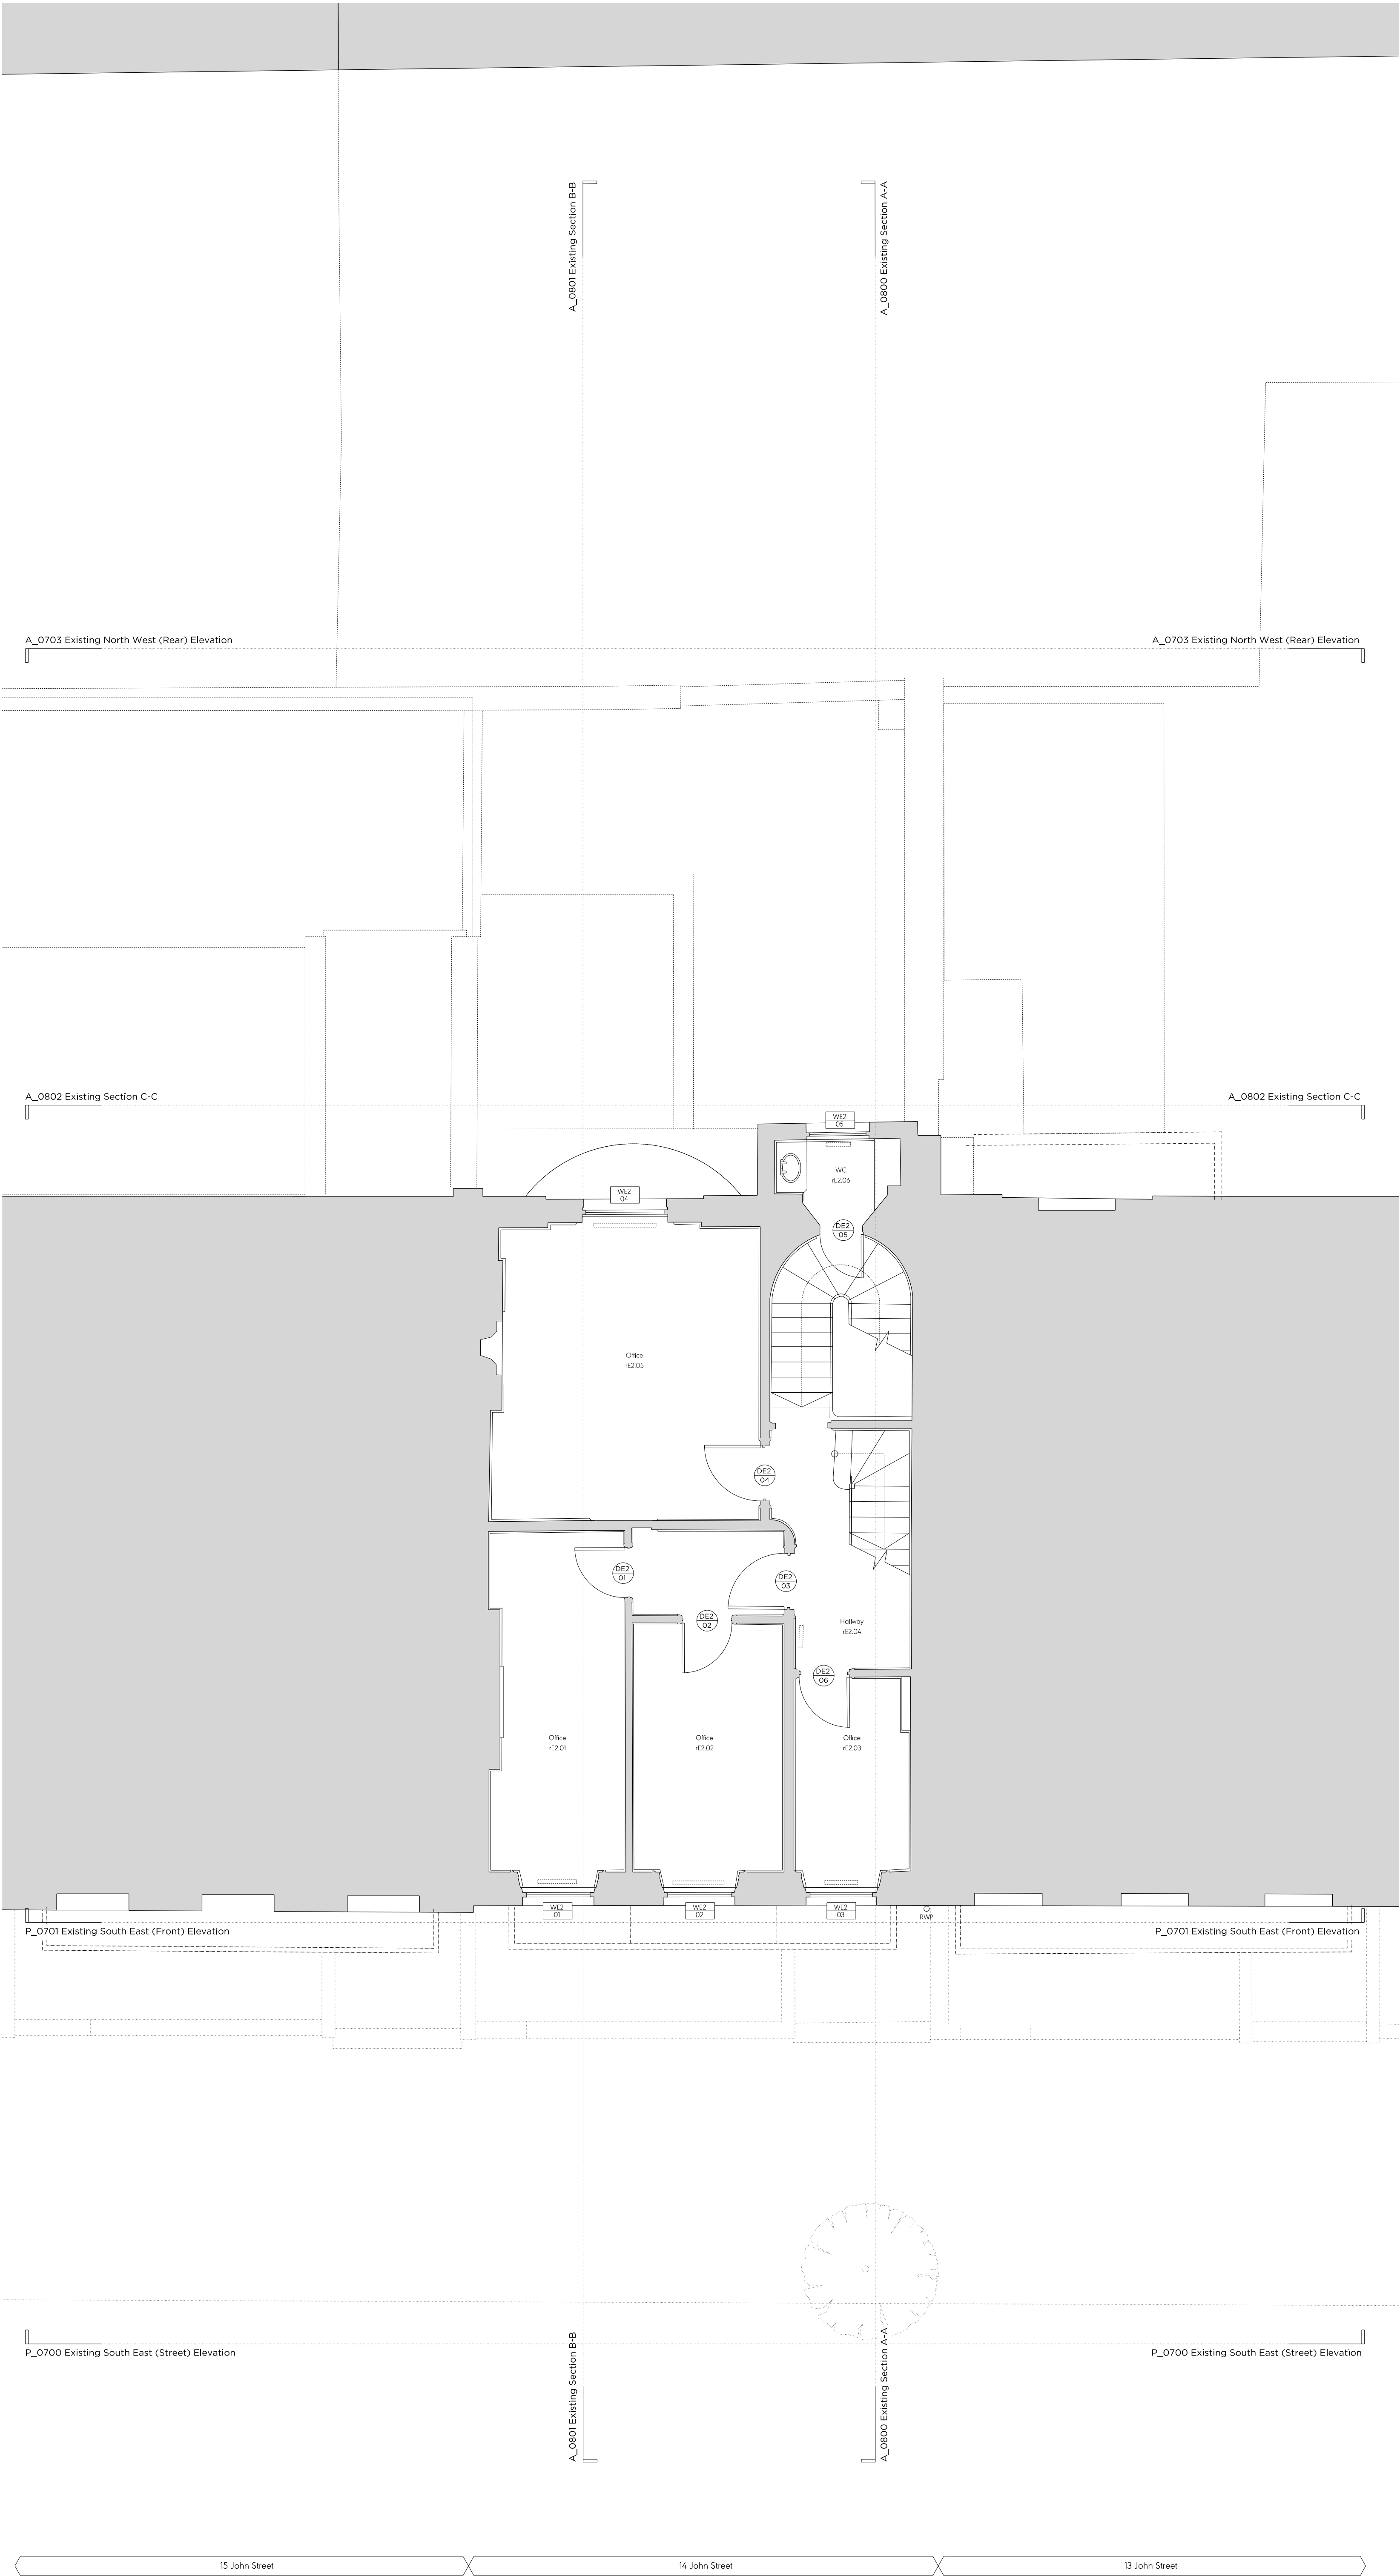 A_0801 Existing Section B-B
A_0800 Existing Section A-A
A_0703 Existing North West (Rear) Elevation
A_0703 Existing North West (Rear) Elevation
A_0802 Existing Section C-C
A_0802 Existing Section C-C
WE2
05
WC
rE2.06
WE2
04
DE2
05
Office
rE2.05
DE2
04
DE2
01
DE2
03
DE2
02
Hallway
rE2.04
DE2
06
Office
rE2.01
Office
rE2.02
Office
rE2.03
WE2
01
WE2
02
WE2
03
RWP
P_0701 Existing South East (Front) Elevation
P_0701 Existing South East (Front) Elevation
P_0700 Existing South East (Street) Elevation
P_0700 Existing South East (Street) Elevation
A_0801 Existing Section B-B
A_0800 Existing Section A-A
15 John Street
14 John Street
13 John Street